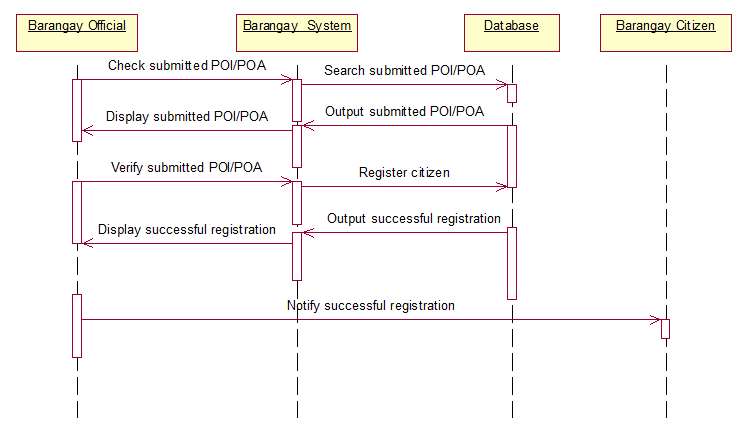 Barangay Official
Barangay System
Database
Barangay Citizen
Check submitted POI/POA
Search submitted POI/POA
Output submitted POI/POA
Display submitted POI/POA
Verify submitted POI/POA
Register citizen
Output successful registration
Display successful registration
Notify successful registration